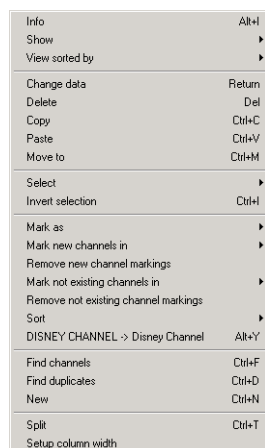 Info Alt+I
Show
View sorted by
Change data Return
Delete Del
Copy Ctrl+C
Paste Ctrl+V
Move to Ctrl+M
Select
Invert selection Ctrl+I
Mark as
Mark new channels in
Remove new channel markings
Mark not existing channels in
Remove not existing channel markings
Sort
DISNEY CHANNEL -> Disney Channel Alt+Y
Find channels Ctrl+F
Find duplicates Ctrl+D
New Ctrl+N
Split Ctrl+T
Setup column width